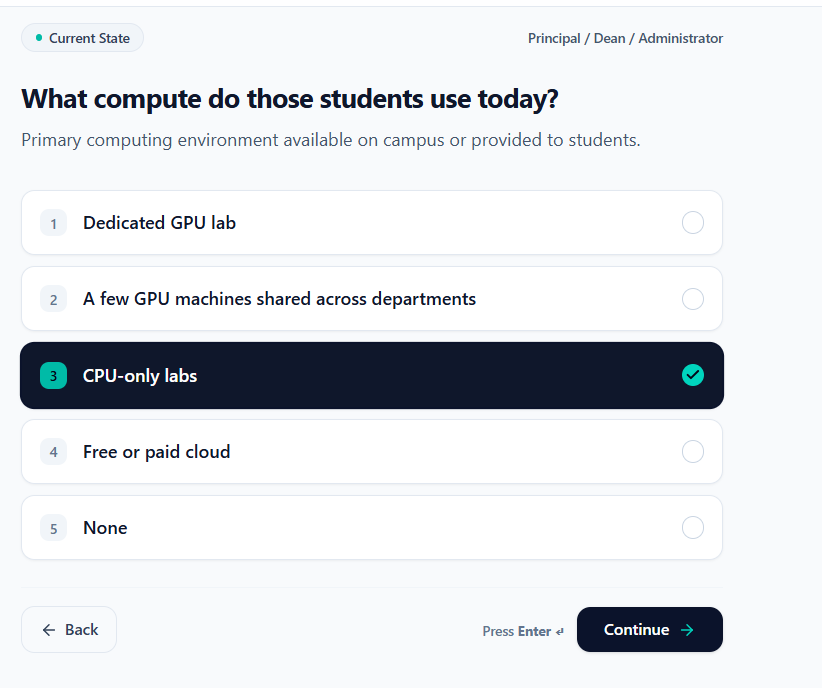 Current State
Principal / Dean / Administrator
What compute do those students use today?
Primary computing environment available on campus or provided to students.
1 Dedicated GPU lab
2 A few GPU machines shared across departments
3 CPU-only labs
4 Free or paid cloud
5 None
← Back
Press Enter ↵
Continue →